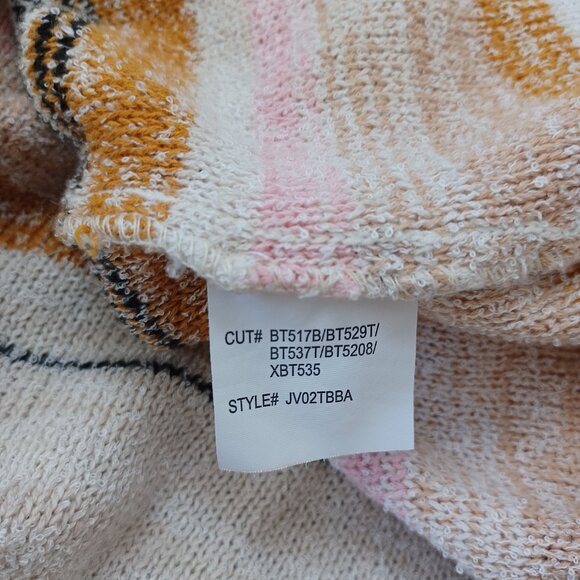 CUT# BT517B/BT529T/
BT537T/BT5208/
XBT535
STYLE# JV02TBBA